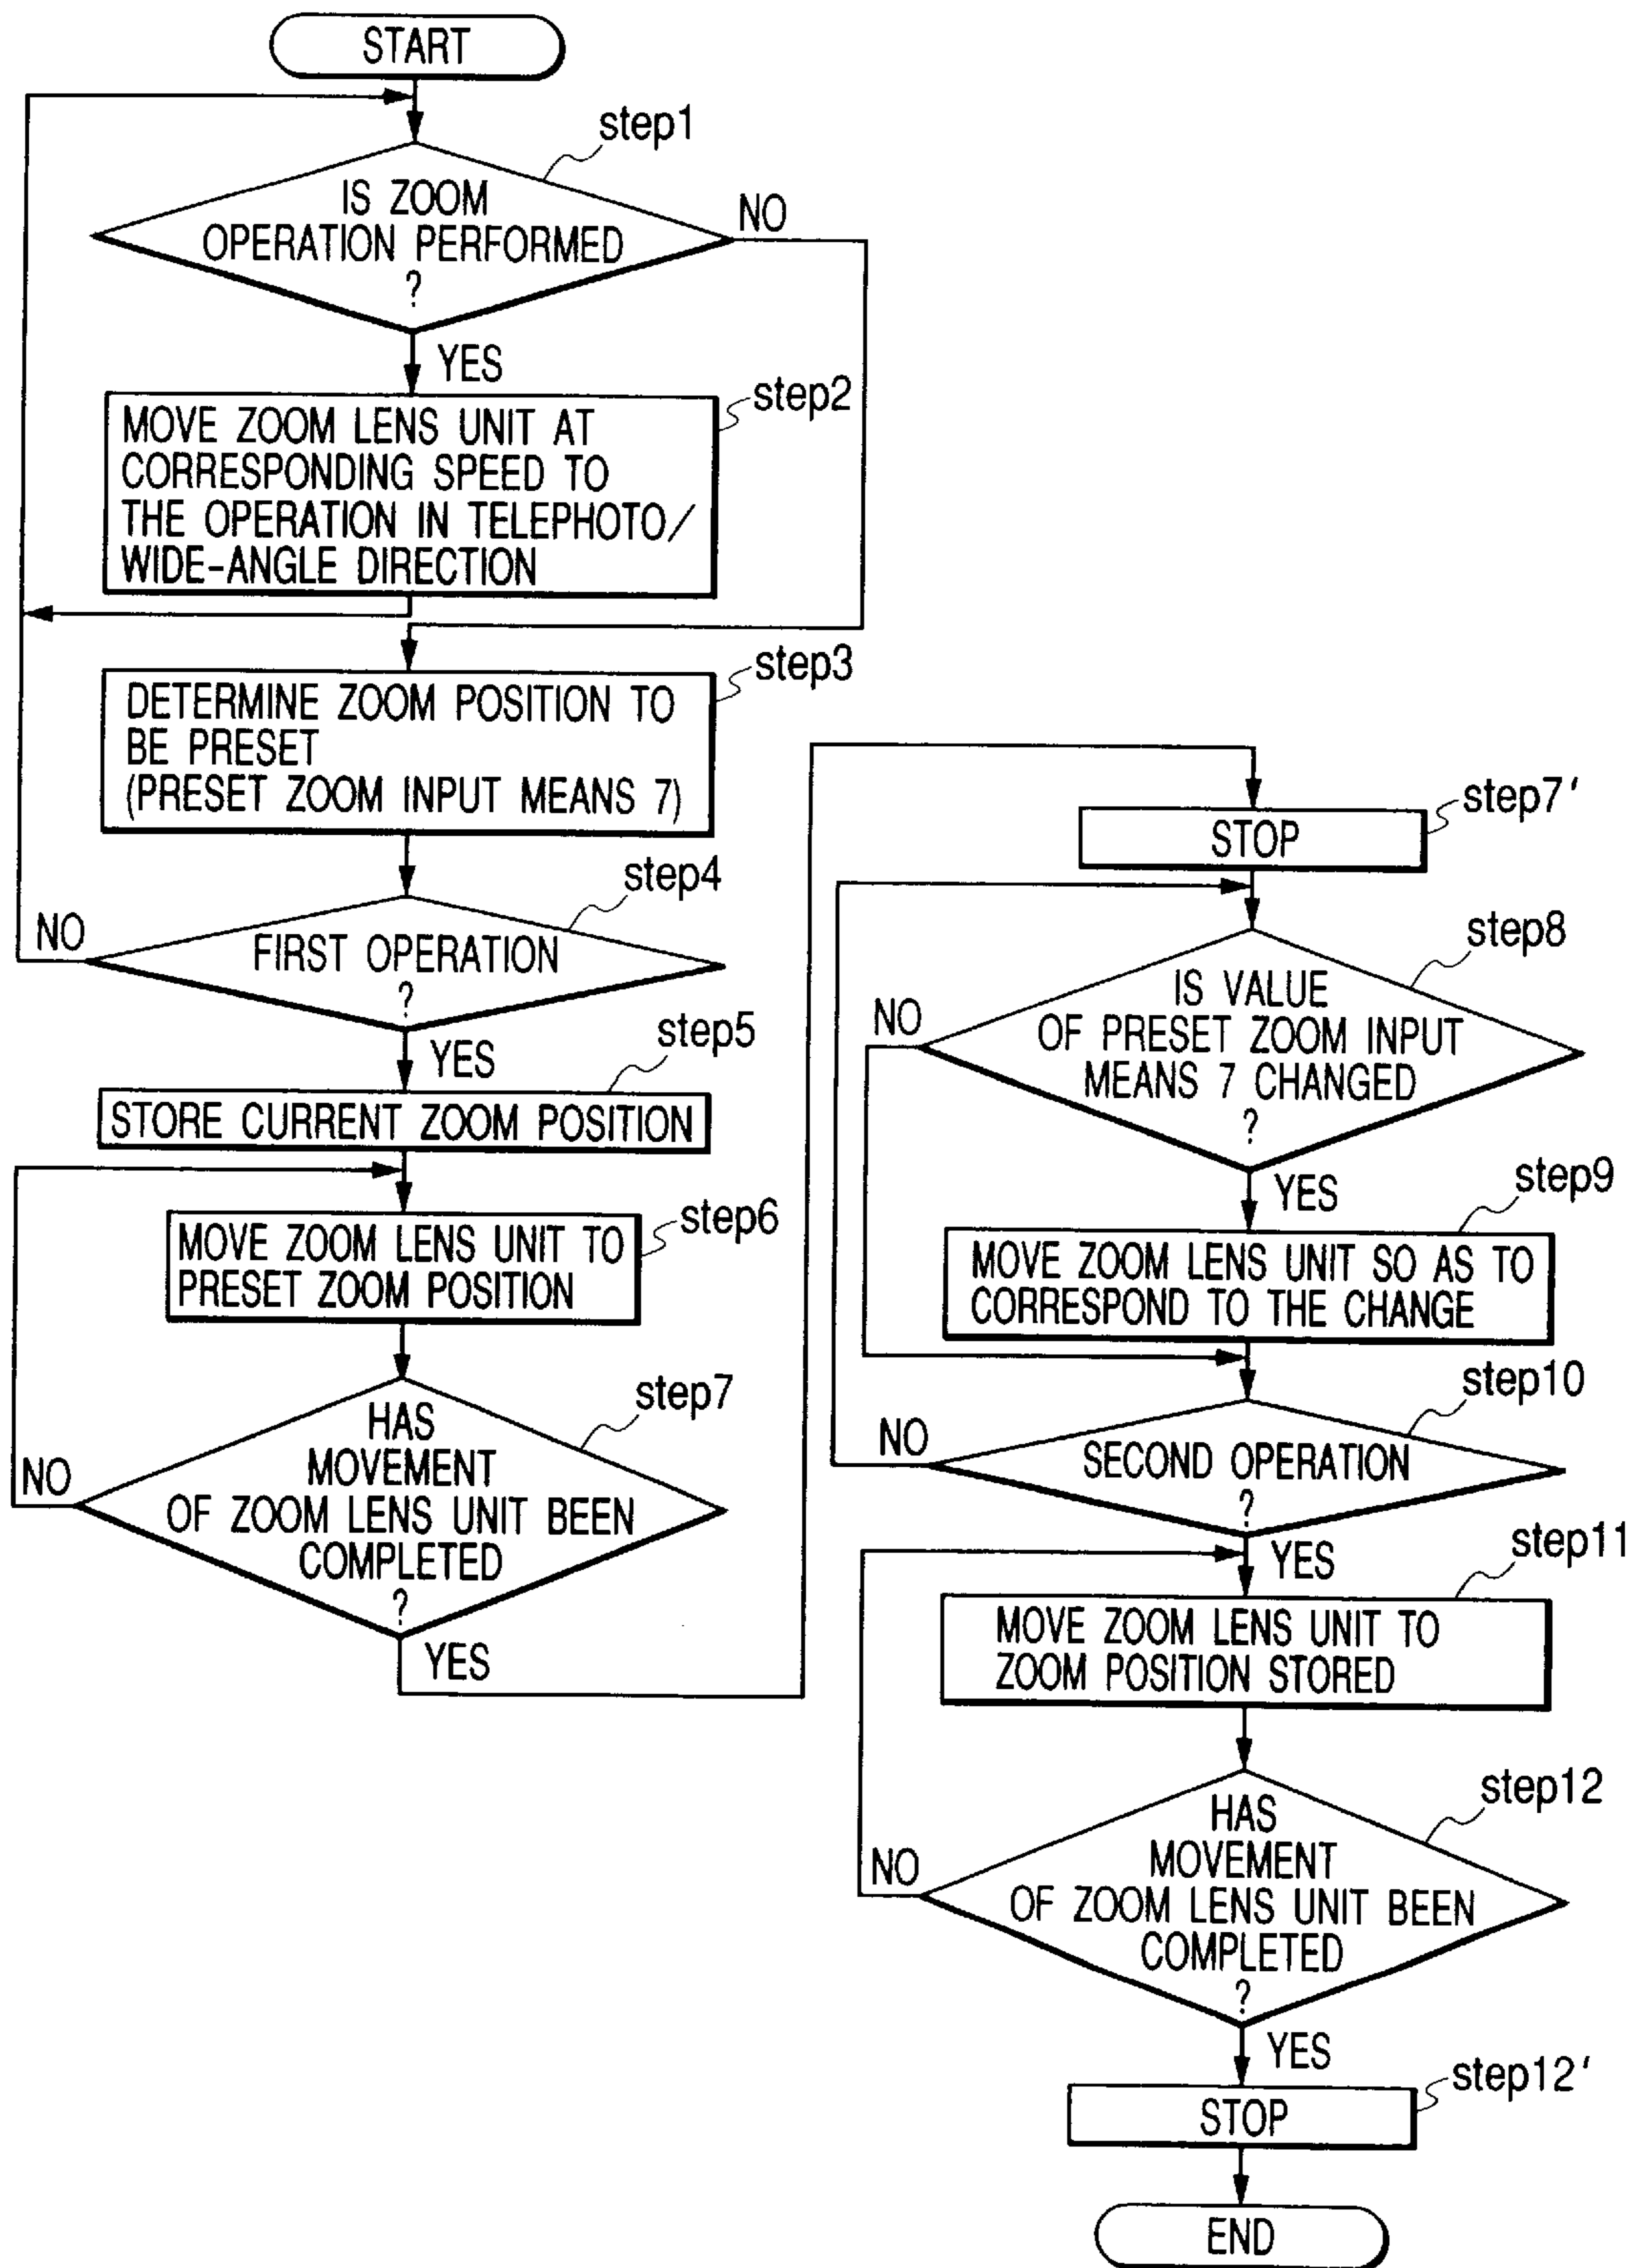 START
step1
IS ZOOM
OPERATION PERFORMED
?
NO
YES
step2
MOVE ZOOM LENS UNIT AT
CORRESPONDING SPEED TO
THE OPERATION IN TELEPHOTO/
WIDE-ANGLE DIRECTION
step3
DETERMINE ZOOM POSITION TO
BE PRESET
(PRESET ZOOM INPUT MEANS 7)
step4
NO
FIRST OPERATION
?
YES
step5
STORE CURRENT ZOOM POSITION
step6
MOVE ZOOM LENS UNIT TO
PRESET ZOOM POSITION
step7
HAS
MOVEMENT
OF ZOOM LENS UNIT BEEN
COMPLETED
?
NO
YES
step7'
STOP
step8
IS VALUE
OF PRESET ZOOM INPUT
MEANS 7 CHANGED
?
NO
YES
step9
MOVE ZOOM LENS UNIT SO AS TO
CORRESPOND TO THE CHANGE
step10
NO
SECOND OPERATION
?
YES
step11
MOVE ZOOM LENS UNIT TO
ZOOM POSITION STORED
step12
HAS
MOVEMENT
OF ZOOM LENS UNIT BEEN
COMPLETED
?
NO
YES
step12'
STOP
END